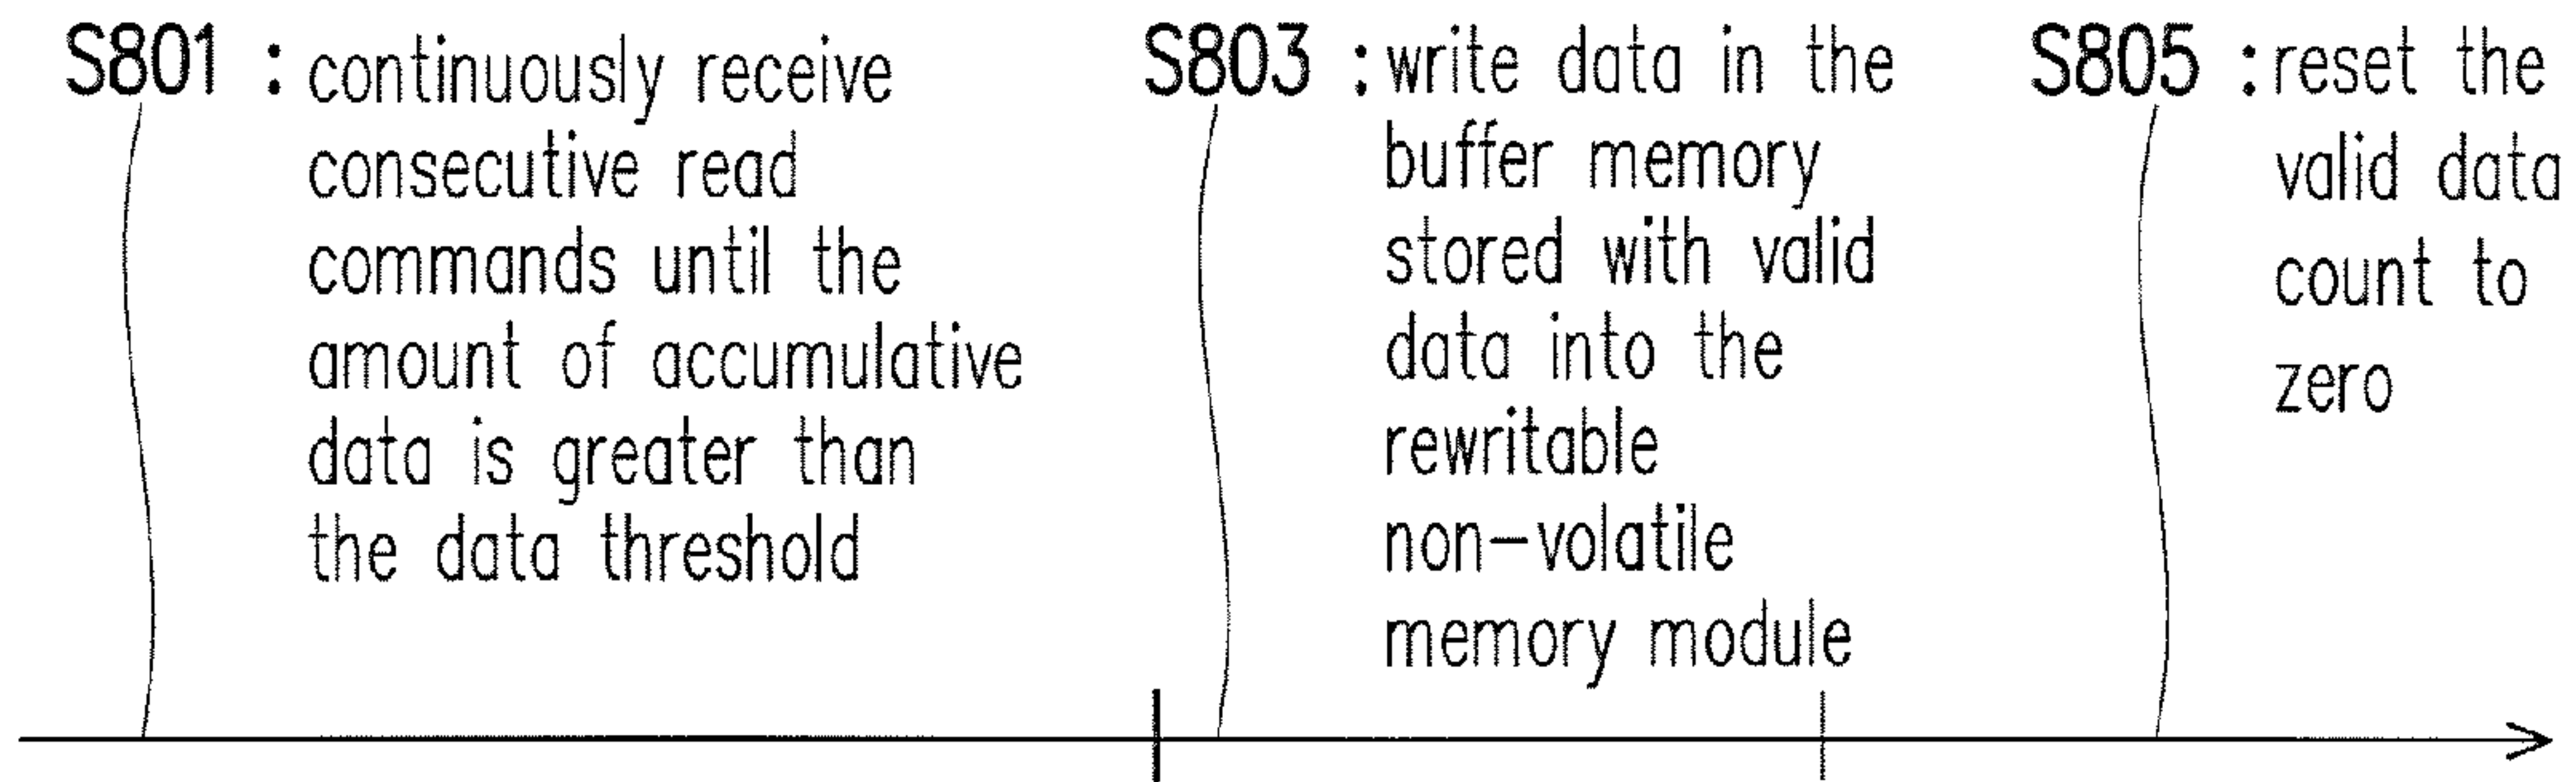 S801 : continuously receive
consecutive read
commands until the
amount of accumulative
data is greater than
the data threshold
S803 : write data in the
buffer memory
stored with valid
data into the
rewritable
non-volatile
memory module
S805 : reset the
valid data
count to
zero